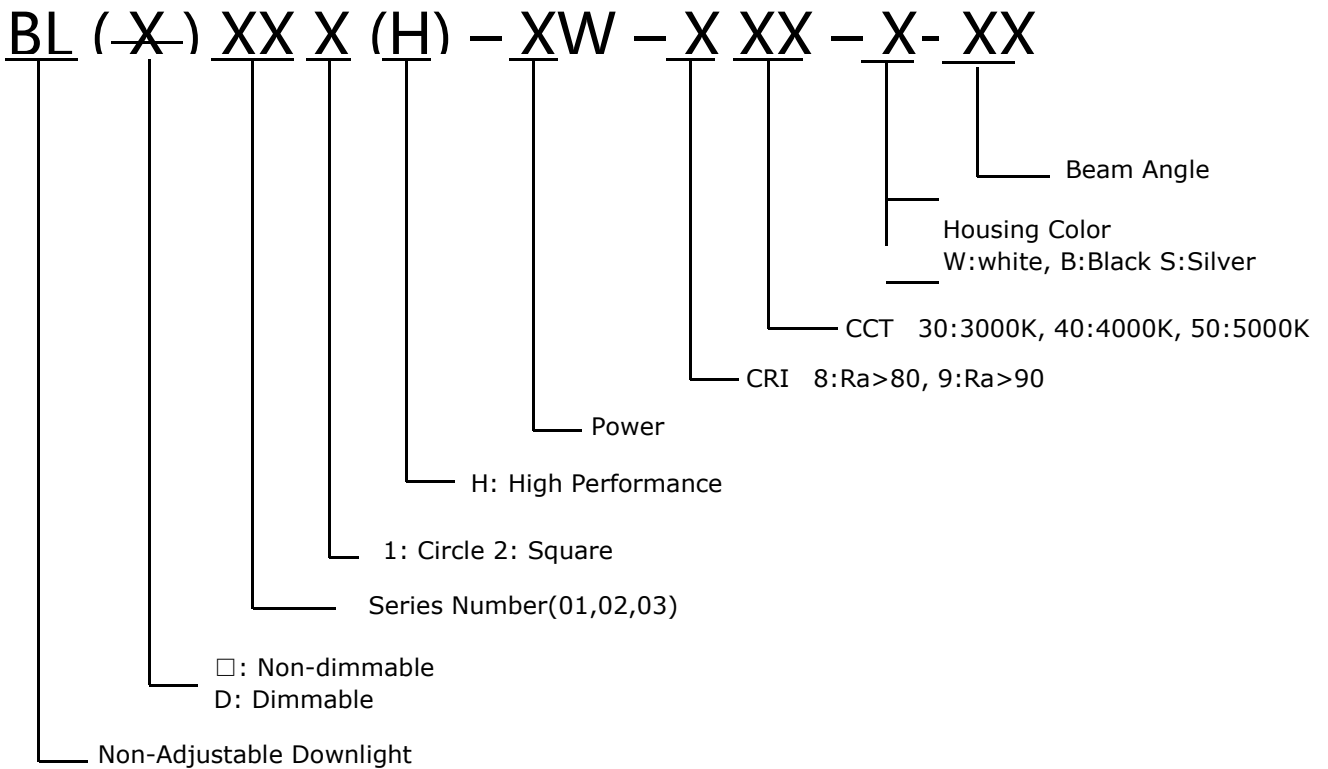 BL (X) XX X (H) – XW – X XX – X- XX
Beam Angle
Housing Color
W:white, B:Black S:Silver
CCT 30:3000K, 40:4000K, 50:5000K
CRI 8:Ra>80, 9:Ra>90
Power
H: High Performance
1: Circle 2: Square
Series Number(01,02,03)
□: Non-dimmable
D: Dimmable
Non-Adjustable Downlight